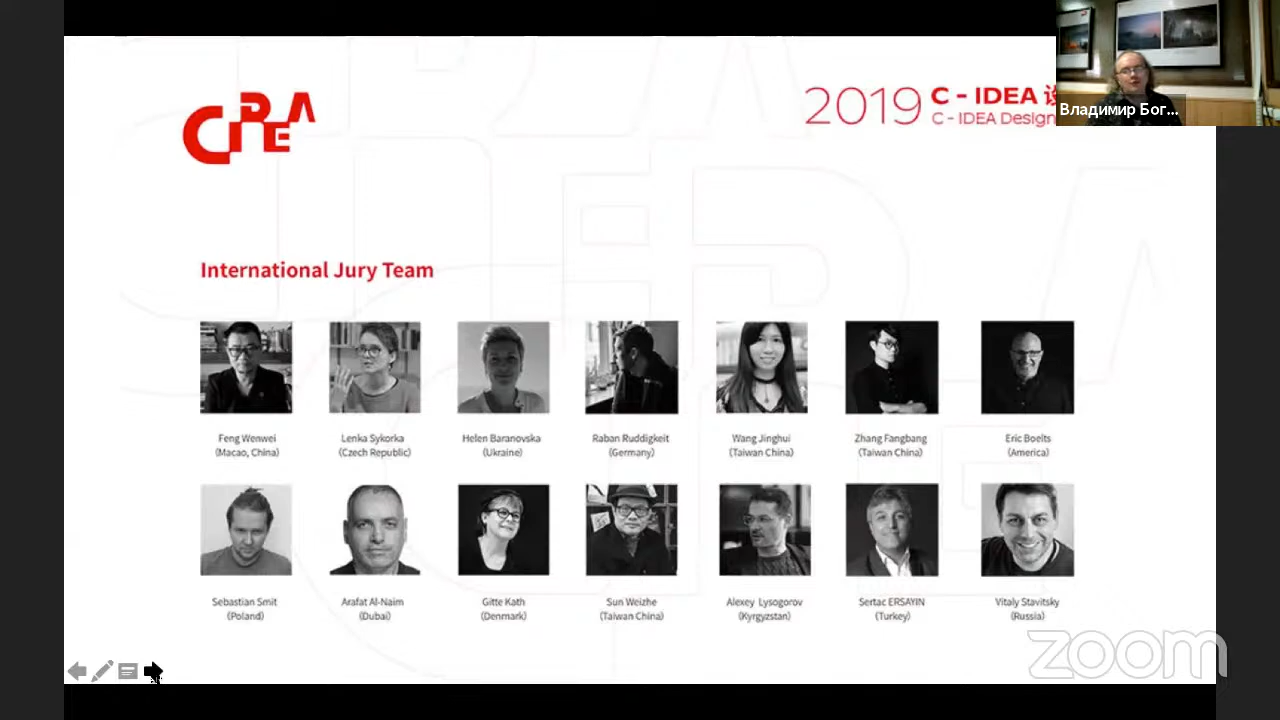 CIDEA
2019 C - IDEA 设
C - IDEA Design
Владимир Бог...
International Jury Team
Feng Wenwei
(Macao, China)
Lenka Sykorka
(Czech Republic)
Helen Baranovska
(Ukraine)
Raban Ruddigkeit
(Germany)
Wang Jinghui
(Taiwan China)
Zhang Fangbang
(Taiwan China)
Eric Boelts
(America)
Sebastian Smit
(Poland)
Arafat Al-Naim
(Dubai)
Gitte Kath
(Denmark)
Sun Weizhe
(Taiwan China)
Alexey Lysogorov
(Kyrgyzstan)
Sertac ERSAYIN
(Turkey)
Vitaly Stavitsky
(Russia)
zoom